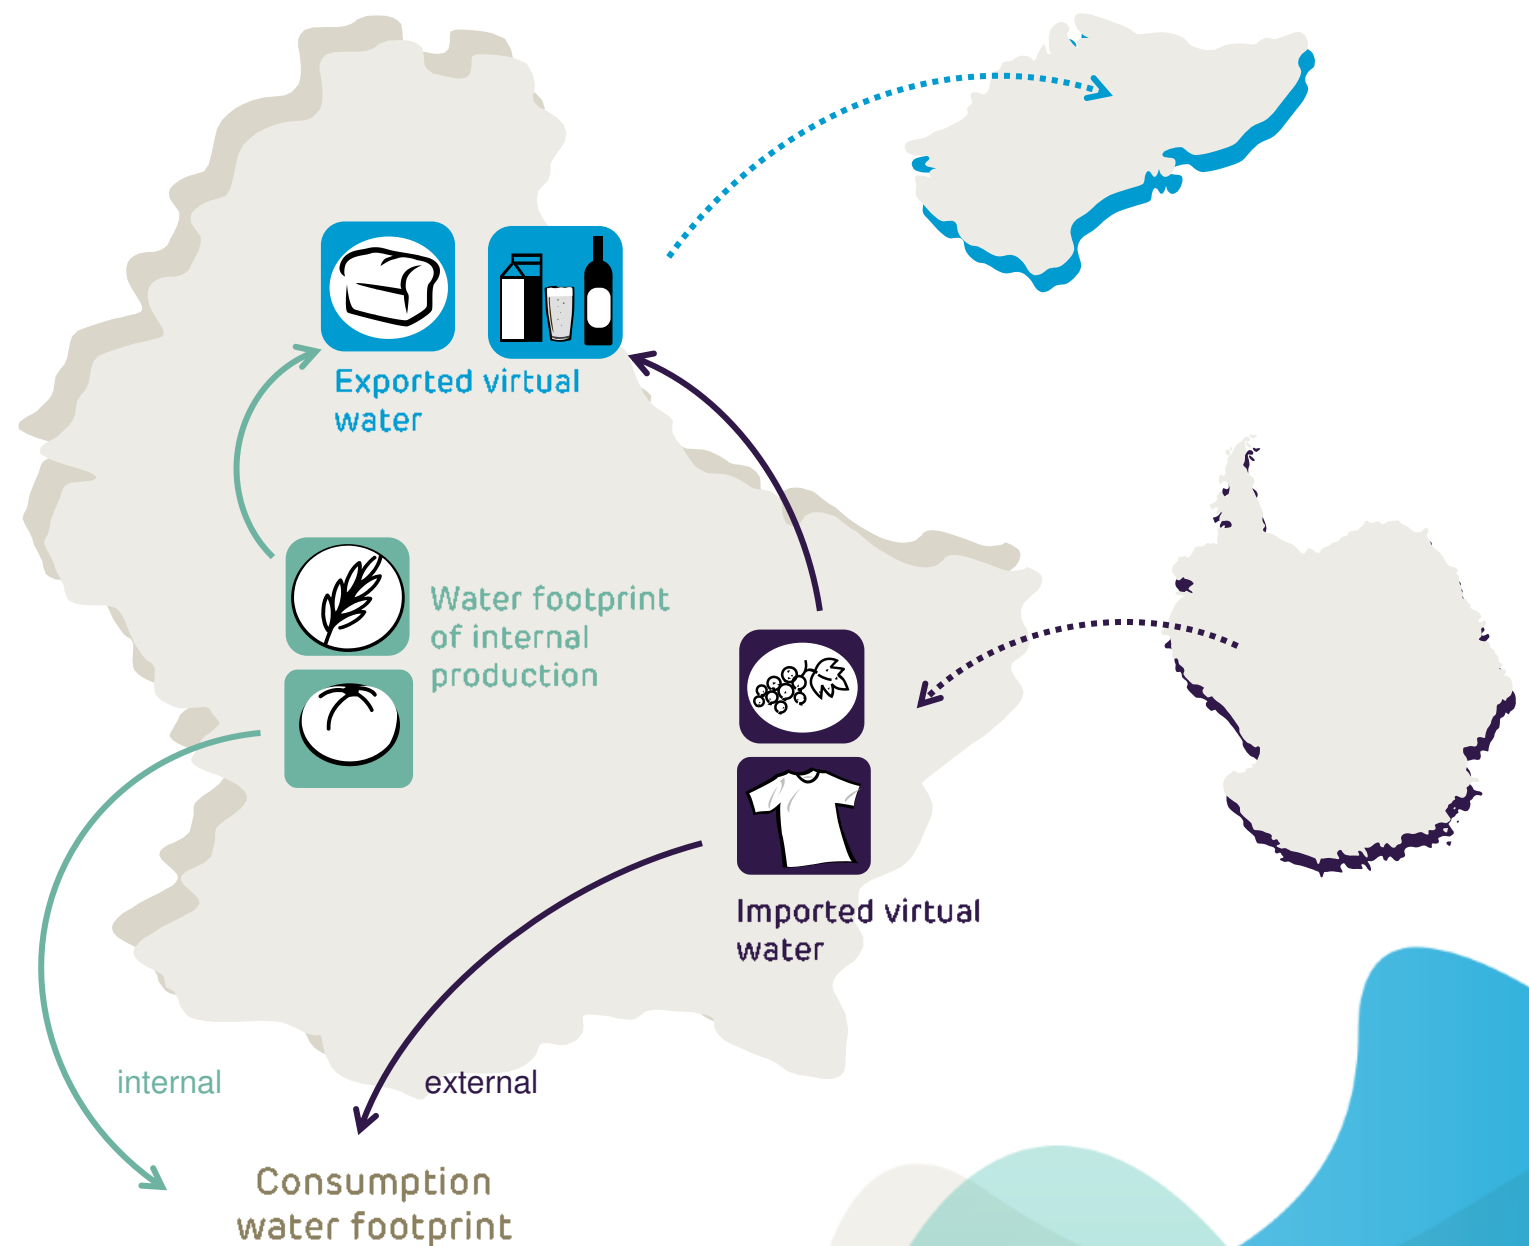 Exported virtual
water
Water footprint
of internal
production
Imported virtual
water
internal
external
Consumption
water footprint